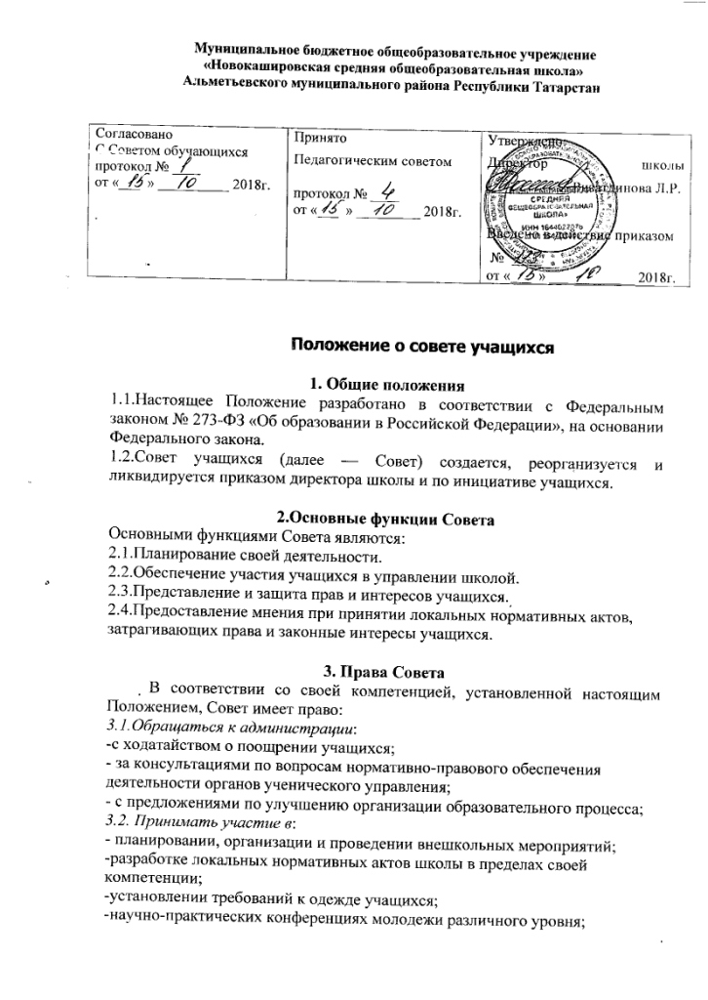 Муниципальное бюджетное общеобразовательное учреждение
«Новокашировская средняя общеобразовательная школа»
Альметьевского муниципального района Республики Татарстан
Согласовано
С Советом обучающихся
протокол № 1
от « 15 » 10 2018г.
Принято
Педагогическим советом
протокол № 4
от « 15 » 10 2018г.
Утверждено
Директор школы
Л.Р.
СРЕДНЯЯ
ОБЩЕОБРАЗОВАТЕЛЬНАЯ
ШКОЛА»
ИНН
Введено в действие приказом
№
от « 15 » 10 2018г.
Положение о совете учащихся
1. Общие положения
1.1.Настоящее Положение разработано в соответствии с Федеральным
законом № 273-ФЗ «Об образовании в Российской Федерации», на основании
Федерального закона.
1.2.Совет учащихся (далее — Совет) создается, реорганизуется и
ликвидируется приказом директора школы и по инициативе учащихся.
2.Основные функции Совета
Основными функциями Совета являются:
2.1.Планирование своей деятельности.
2.2.Обеспечение участия учащихся в управлении школой.
2.3.Представление и защита прав и интересов учащихся.
2.4.Предоставление мнения при принятии локальных нормативных актов,
затрагивающих права и законные интересы учащихся.
3. Права Совета
В соответствии со своей компетенцией, установленной настоящим
Положением, Совет имеет право:
3.1.Обращаться к администрации:
-с ходатайством о поощрении учащихся;
- за консультациями по вопросам нормативно-правового обеспечения
деятельности органов ученического управления;
- с предложениями по улучшению организации образовательного процесса;
3.2. Принимать участие в:
- планировании, организации и проведении внешкольных мероприятий;
-разработке локальных нормативных актов школы в пределах своей
компетенции;
-установлении требований к одежде учащихся;
-научно-практических конференциях молодежи различного уровня;